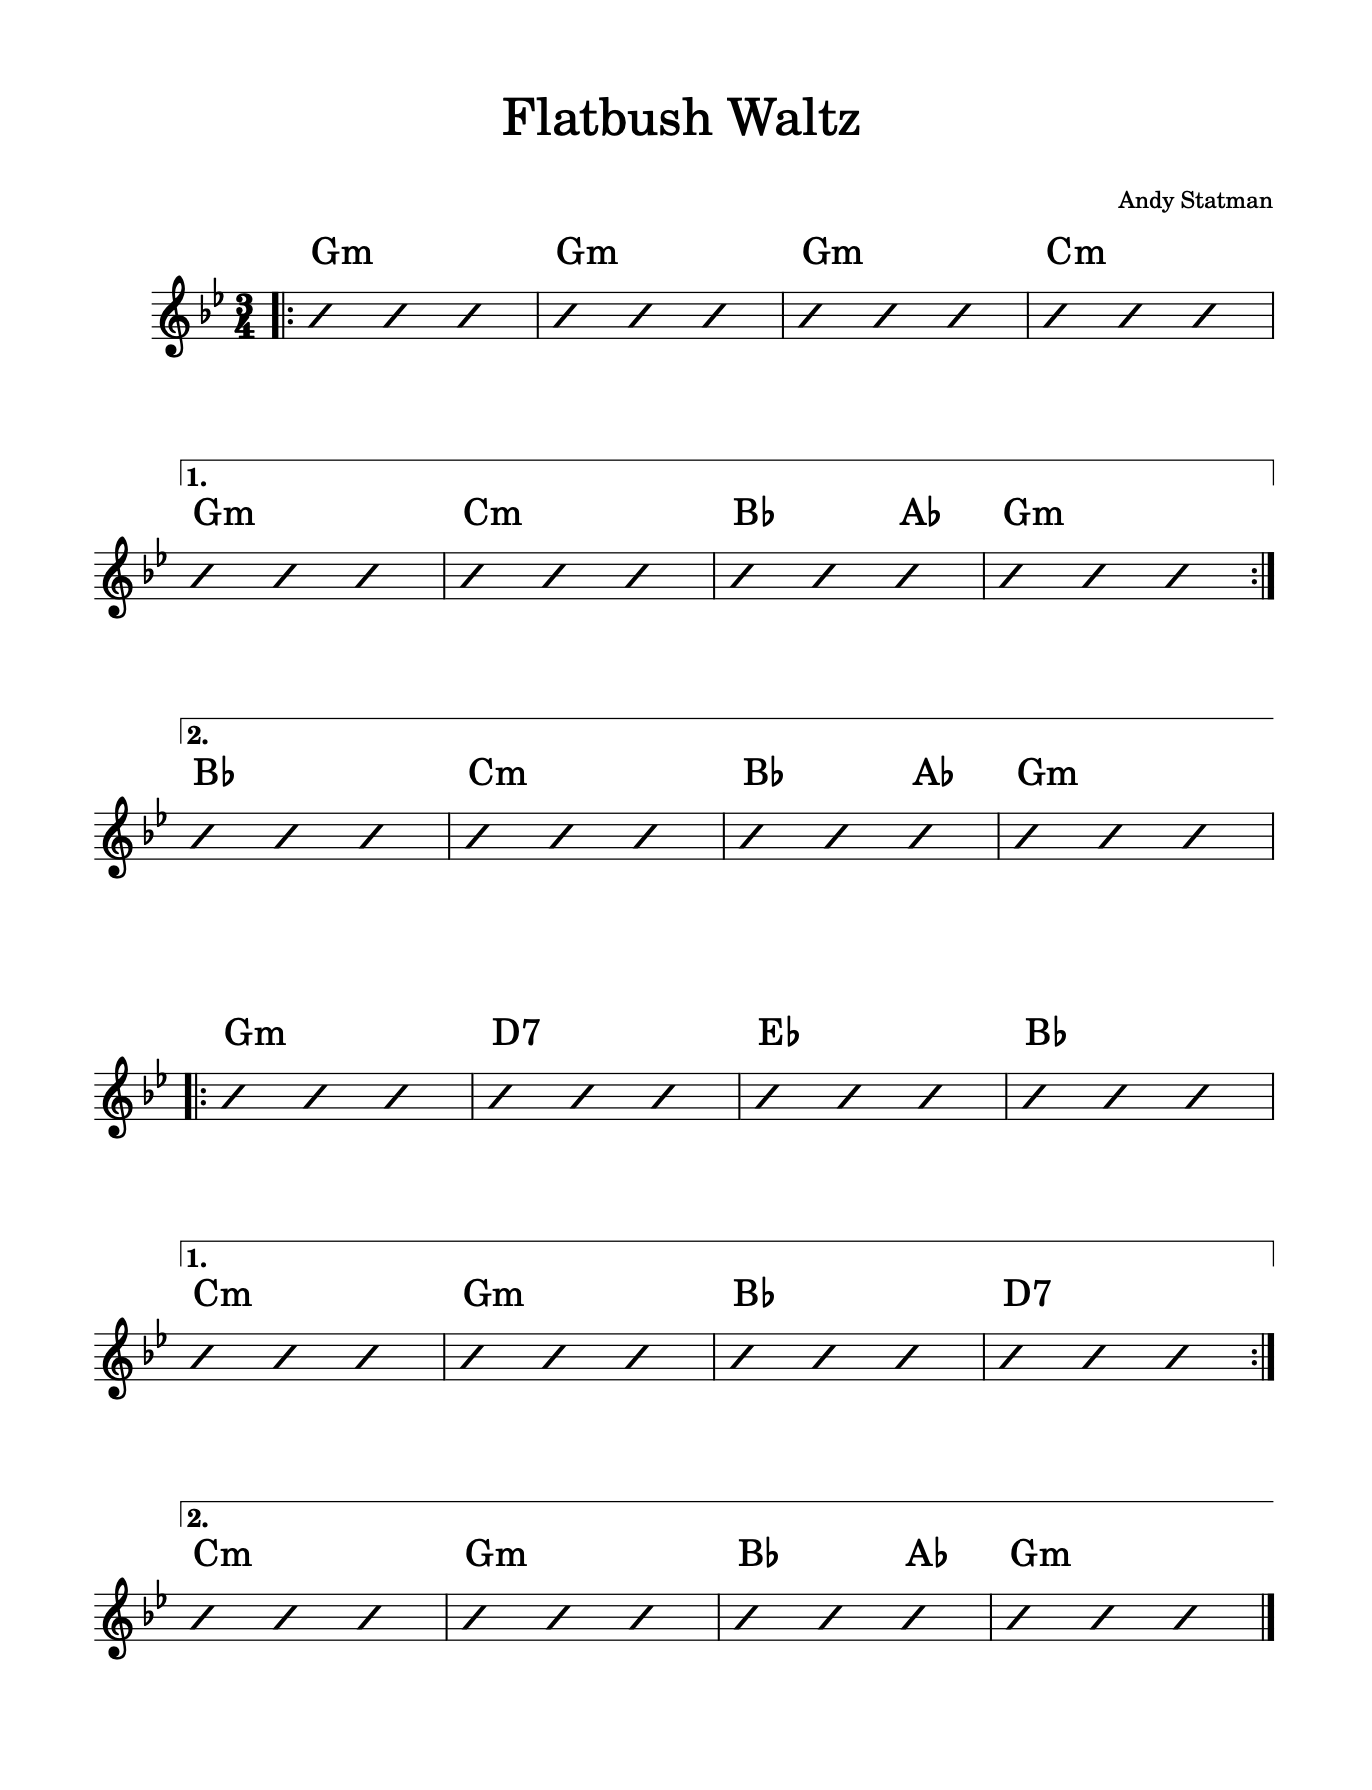 Flatbush Waltz
Andy Statman
Gm Gm Gm Cm
3
4
1.
Gm Cm B♭ A♭ Gm
2.
B♭ Cm B♭ A♭ Gm
Gm D7 E♭ B♭
1.
Cm Gm B♭ D7
2.
Cm Gm B♭ A♭ Gm